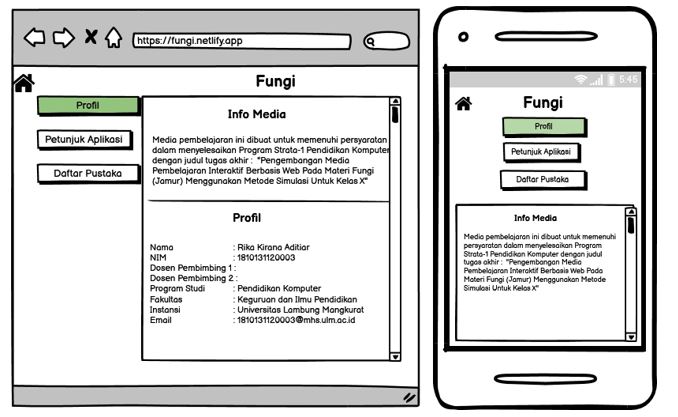 https://fungi.netlify.app
Fungi
Profil
Petunjuk Aplikasi
Daftar Pustaka
Info Media
Media pembelajaran ini dibuat untuk memenuhi persyaratan
dalam menyelesaikan Program Strata-1 Pendidikan Komputer
dengan judul tugas akhir : "Pengembangan Media
Pembelajaran Interaktif Berbasis Web Pada Materi Fungi
(Jamur) Menggunakan Metode Simulasi Untuk Kelas X"
Profil
Nama : Rika Kirana Aditiar
NIM : 1810131120003
Dosen Pembimbing 1 :
Dosen Pembimbing 2 :
Program Studi : Pendidikan Komputer
Fakultas : Keguruan dan Ilmu Pendidikan
Instansi : Universitas Lambung Mangkurat
Email : 1810131120003@mhs.ulm.ac.id
5:45
Fungi
Profil
Petunjuk Aplikasi
Daftar Pustaka
Info Media
Media pembelajaran ini dibuat untuk memenuhi
persyaratan dalam menyelesaikan Program
Strata-1 Pendidikan Komputer dengan judul
tugas akhir : "Pengembangan Media
Pembelajaran Interaktif Berbasis Web Pada
Materi Fungi (Jamur) Menggunakan Metode
Simulasi Untuk Kelas X"